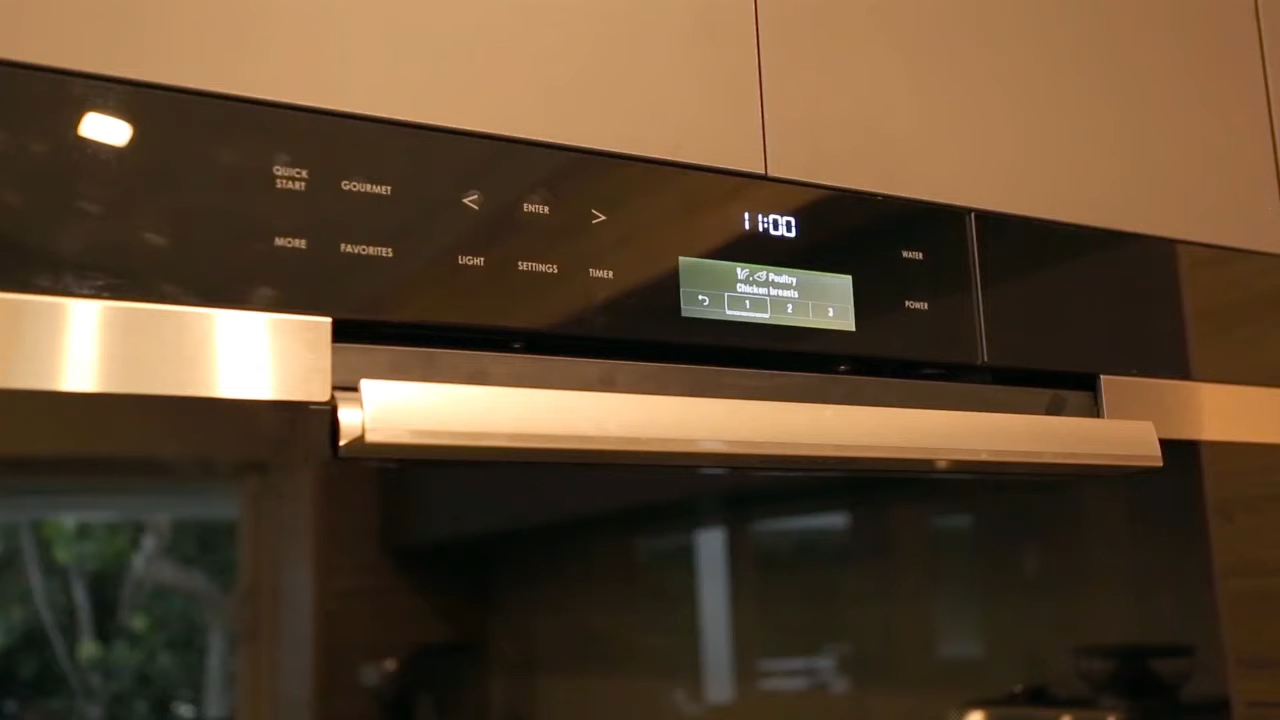 QUICK
START
GOURMET
<
ENTER
>
11:00
MORE
FAVORITES
LIGHT
SETTINGS
TIMER
WATER
POWER
Poultry
Chicken breasts
1 2 3